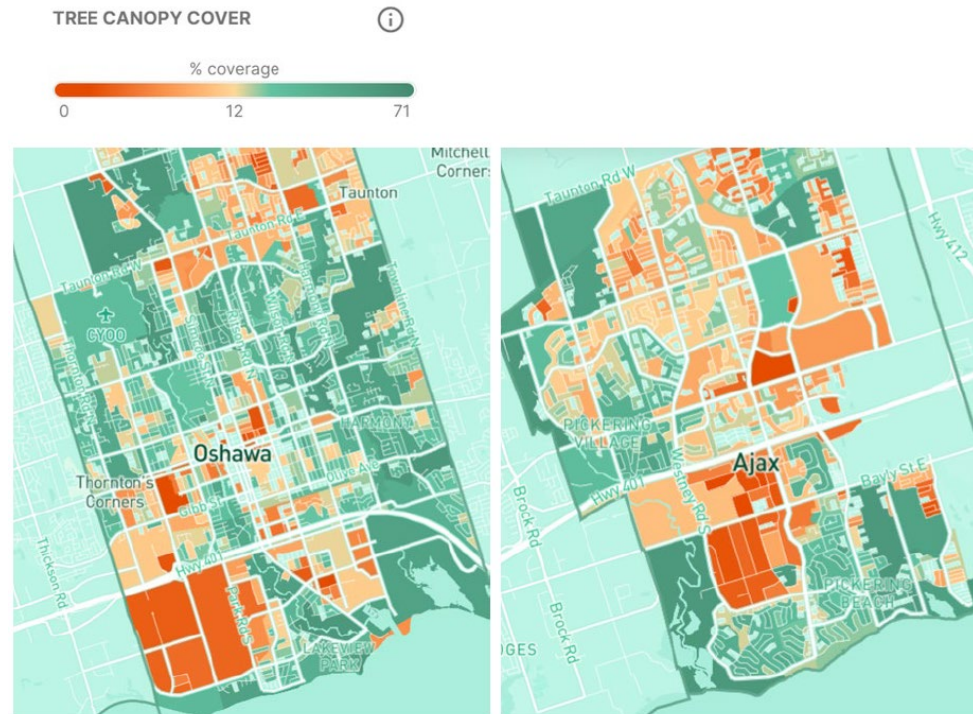 TREE CANOPY COVER
% coverage
0 12 71
Mitchell
Corners
Taunton
Taunton Rd E
Taunton Rd W
CYOO
HARMONY
Oshawa
Olive Ave
Thornton's
Corners
Gibb St
Hwy 401
Thickson Rd
Park Rd S
LAKEVIEW
PARK
Taunton Rd W
Hwy 412
PICKERING
VILLAGE
Ajax
Westney Rd S
Hwy 401
Bayly St E
Brock Rd
PICKERING
BEACH
Brock Rd
DGES